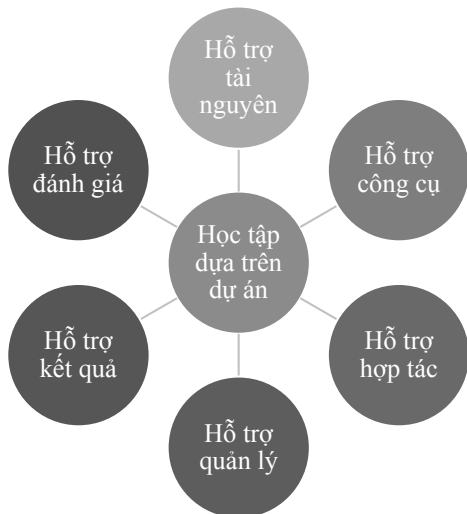 Hỗ trợ
tài
nguyên
Hỗ trợ
đánh giá
Hỗ trợ
công cụ
Học tập
dựa trên
dự án
Hỗ trợ
kết quả
Hỗ trợ
hợp tác
Hỗ trợ
quản lý